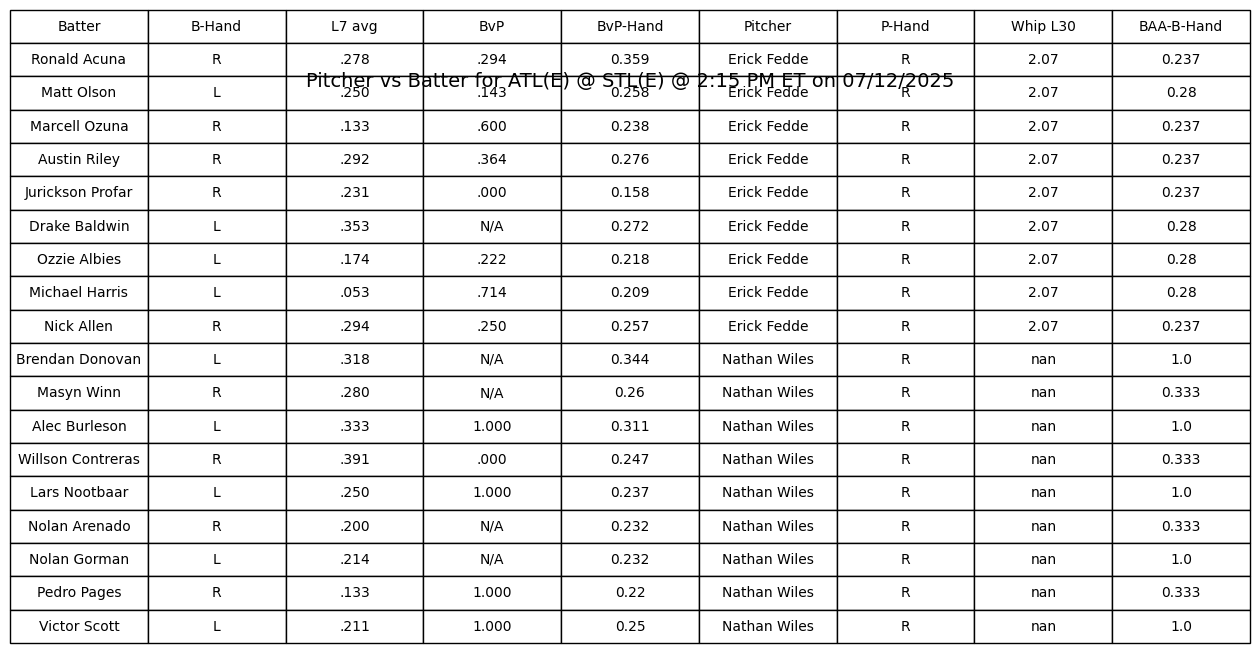 Batter B-Hand L7 avg BvP BvP-Hand Pitcher P-Hand Whip L30 BAA-B-Hand
Ronald Acuna R .278 .294 0.359 Erick Fedde R 2.07 0.237
Pitcher vs Batter for ATL(E) @ STL(E) @ 2:15 PM ET on 07/12/2025
Matt Olson L .250 .143 0.258 Erick Fedde R 2.07 0.28
Marcell Ozuna R .133 .600 0.238 Erick Fedde R 2.07 0.237
Austin Riley R .292 .364 0.276 Erick Fedde R 2.07 0.237
Jurickson Profar R .231 .000 0.158 Erick Fedde R 2.07 0.237
Drake Baldwin L .353 N/A 0.272 Erick Fedde R 2.07 0.28
Ozzie Albies L .174 .222 0.218 Erick Fedde R 2.07 0.28
Michael Harris L .053 .714 0.209 Erick Fedde R 2.07 0.28
Nick Allen R .294 .250 0.257 Erick Fedde R 2.07 0.237
Brendan Donovan L .318 N/A 0.344 Nathan Wiles R nan 1.0
Masyn Winn R .280 N/A 0.26 Nathan Wiles R nan 0.333
Alec Burleson L .333 1.000 0.311 Nathan Wiles R nan 1.0
Willson Contreras R .391 .000 0.247 Nathan Wiles R nan 0.333
Lars Nootbaar L .250 1.000 0.237 Nathan Wiles R nan 1.0
Nolan Arenado R .200 N/A 0.232 Nathan Wiles R nan 0.333
Nolan Gorman L .214 N/A 0.232 Nathan Wiles R nan 1.0
Pedro Pages R .133 1.000 0.22 Nathan Wiles R nan 0.333
Victor Scott L .211 1.000 0.25 Nathan Wiles R nan 1.0